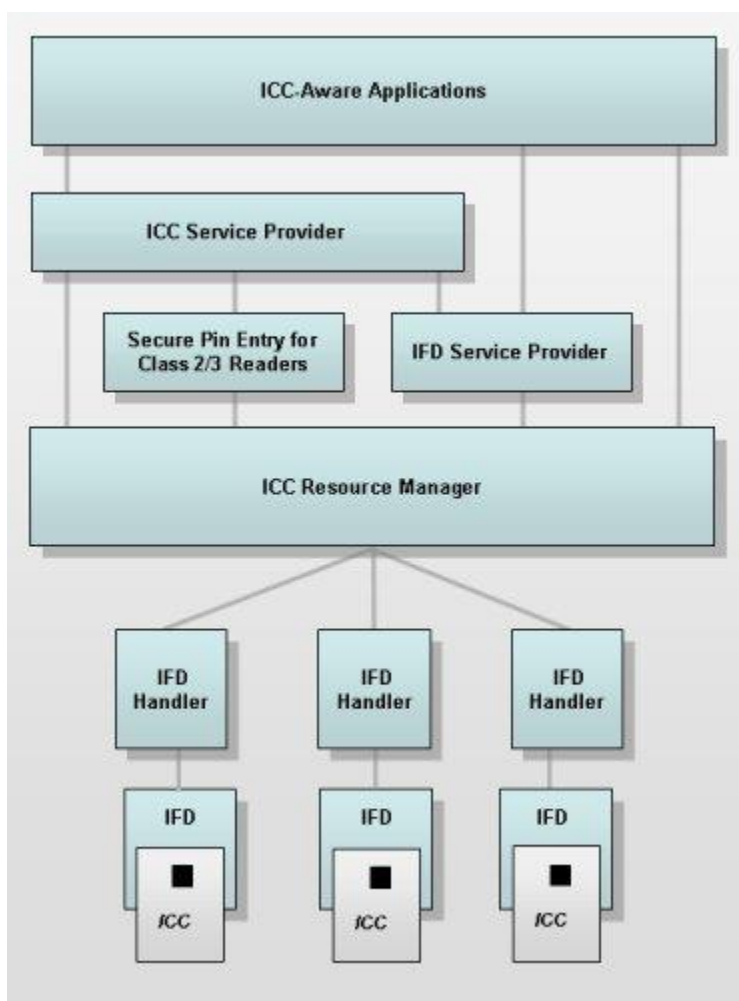 ICC-Aware Applications
ICC Service Provider
Secure Pin Entry for
Class 2/3 Readers
IFD Service Provider
ICC Resource Manager
IFD
Handler
IFD
Handler
IFD
Handler
IFD
IFD
IFD
ICC
ICC
ICC